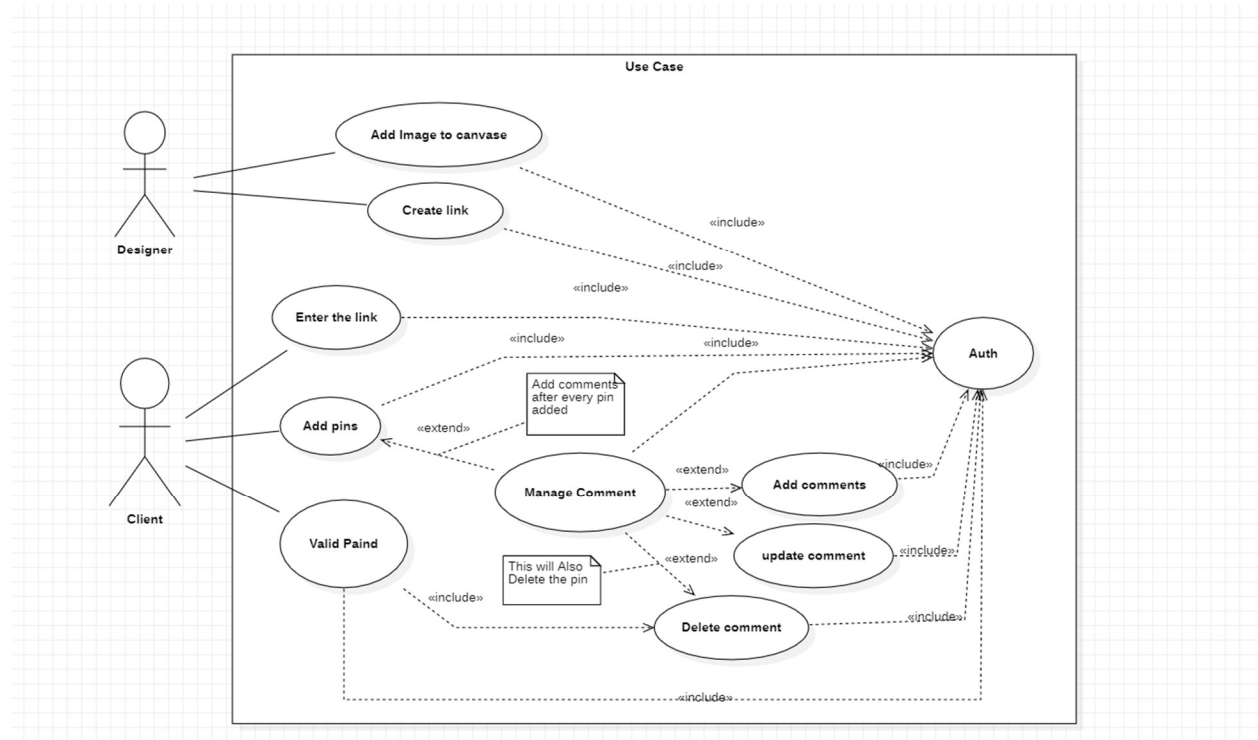 Use Case
Add Image to canvase
Create link
Designer
«include»
«include»
«include»
Enter the link
«include»
«include»
Auth
Add comments
after every pin
added
Add pins
«extend»
Manage Comment
«extend»
Add comments
«include»
«extend»
Client
Valid Paind
This will Also
Delete the pin
«extend»
update comment
«include»
«include»
Delete comment
«include»
«include»